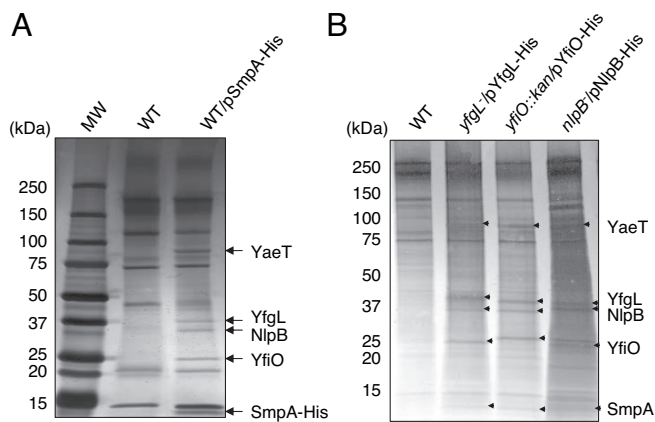 A
MW
WT
WT/pSmpA-His
(kDa)
250
150
100
75
50
37
25
20
15
YaeT
YfgL
NlpB
YfiO
SmpA-His
B
WT
yfgL⁻/pYfgL-His
yfiO::kan/pYfiO-His
nlpB⁻/pNlpB-His
(kDa)
250
150
100
75
50
37
25
20
15
YaeT
YfgL
NlpB
YfiO
SmpA